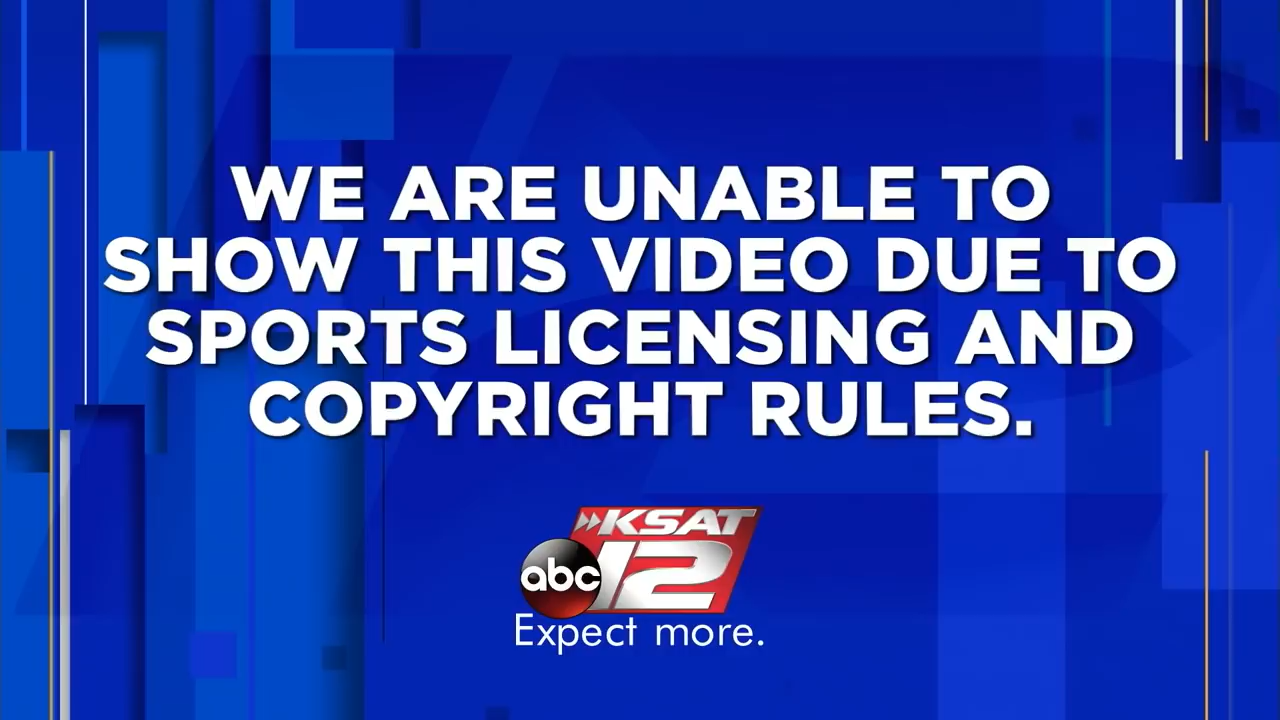 WE ARE UNABLE TO
SHOW THIS VIDEO DUE TO
SPORTS LICENSING AND
COPYRIGHT RULES.
KSAT
abc 12
Expect more.